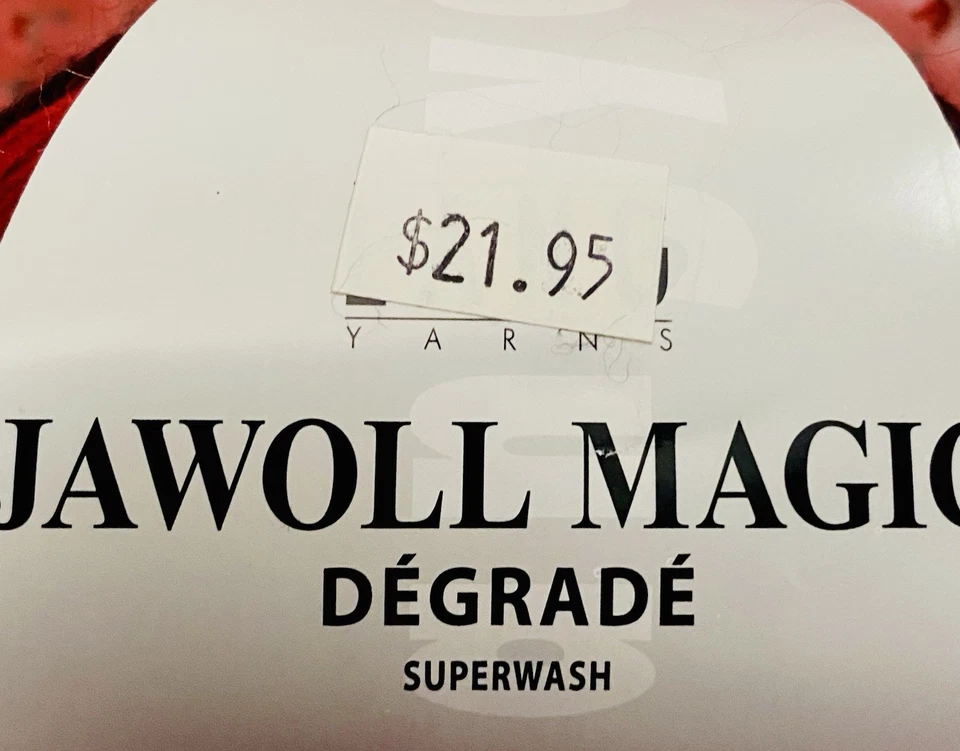 $21.95
YARNS
JAWOLL MAGIC
DÉGRADÉ
SUPERWASH